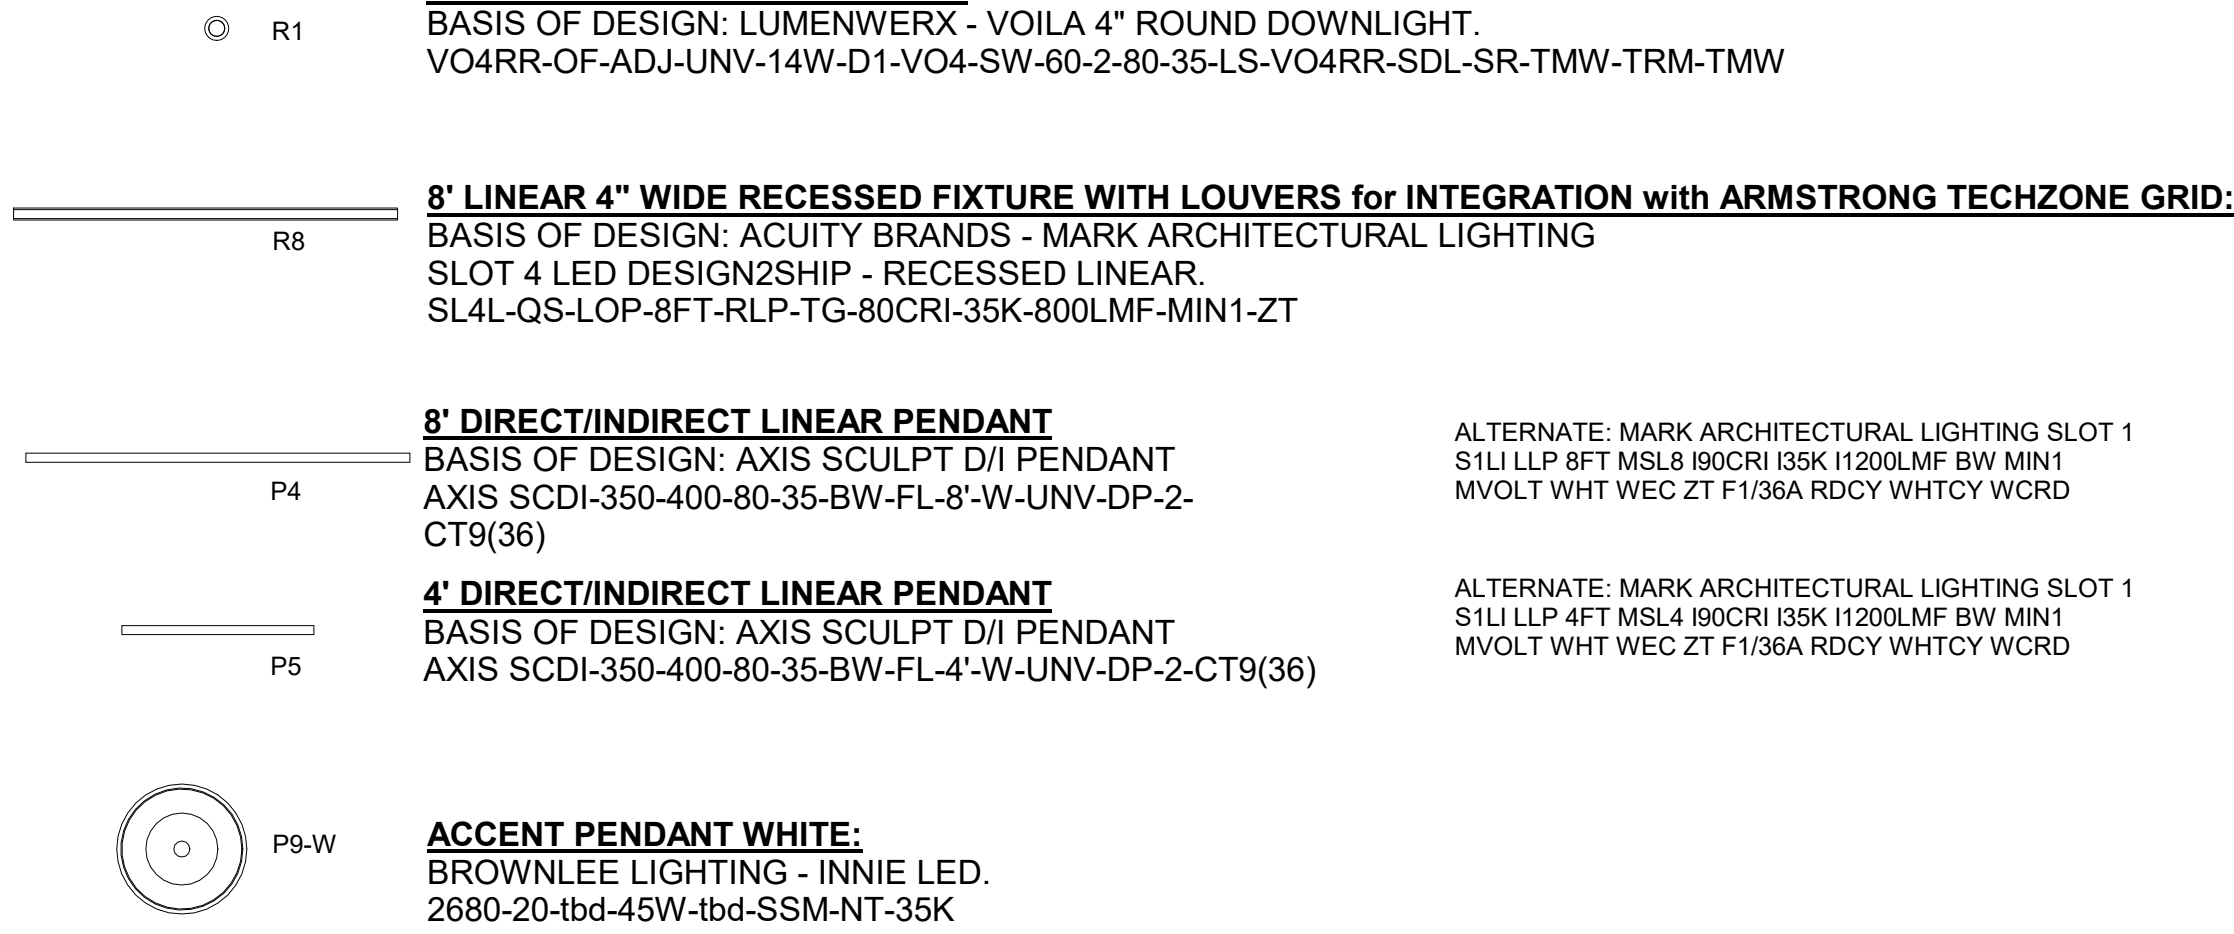 R1
BASIS OF DESIGN: LUMENWERX - VOILA 4" ROUND DOWNLIGHT.
VO4RR-OF-ADJ-UNV-14W-D1-VO4-SW-60-2-80-35-LS-VO4RR-SDL-SR-TMW-TRM-TMW
8' LINEAR 4" WIDE RECESSED FIXTURE WITH LOUVERS for INTEGRATION with ARMSTRONG TECHZONE GRID:
R8
BASIS OF DESIGN: ACUITY BRANDS - MARK ARCHITECTURAL LIGHTING
SLOT 4 LED DESIGN2SHIP - RECESSED LINEAR.
SL4L-QS-LOP-8FT-RLP-TG-80CRI-35K-800LMF-MIN1-ZT
8' DIRECT/INDIRECT LINEAR PENDANT
BASIS OF DESIGN: AXIS SCULPT D/I PENDANT
P4
AXIS SCDI-350-400-80-35-BW-FL-8'-W-UNV-DP-2-
CT9(36)
ALTERNATE: MARK ARCHITECTURAL LIGHTING SLOT 1
S1LI LLP 8FT MSL8 I90CRI I35K I1200LMF BW MIN1
MVOLT WHT WEC ZT F1/36A RDCY WHTCY WCRD
4' DIRECT/INDIRECT LINEAR PENDANT
BASIS OF DESIGN: AXIS SCULPT D/I PENDANT
P5
AXIS SCDI-350-400-80-35-BW-FL-4'-W-UNV-DP-2-CT9(36)
ALTERNATE: MARK ARCHITECTURAL LIGHTING SLOT 1
S1LI LLP 4FT MSL4 I90CRI I35K I1200LMF BW MIN1
MVOLT WHT WEC ZT F1/36A RDCY WHTCY WCRD
P9-W
ACCENT PENDANT WHITE:
BROWNLEE LIGHTING - INNIE LED.
2680-20-tbd-45W-tbd-SSM-NT-35K